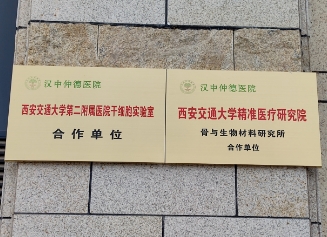 汉中仲德医院
西安交通大学第二附属医院干细胞实验室
合作单位
汉中仲德医院
西安交通大学精准医疗研究院
骨与生物材料研究所
合作单位